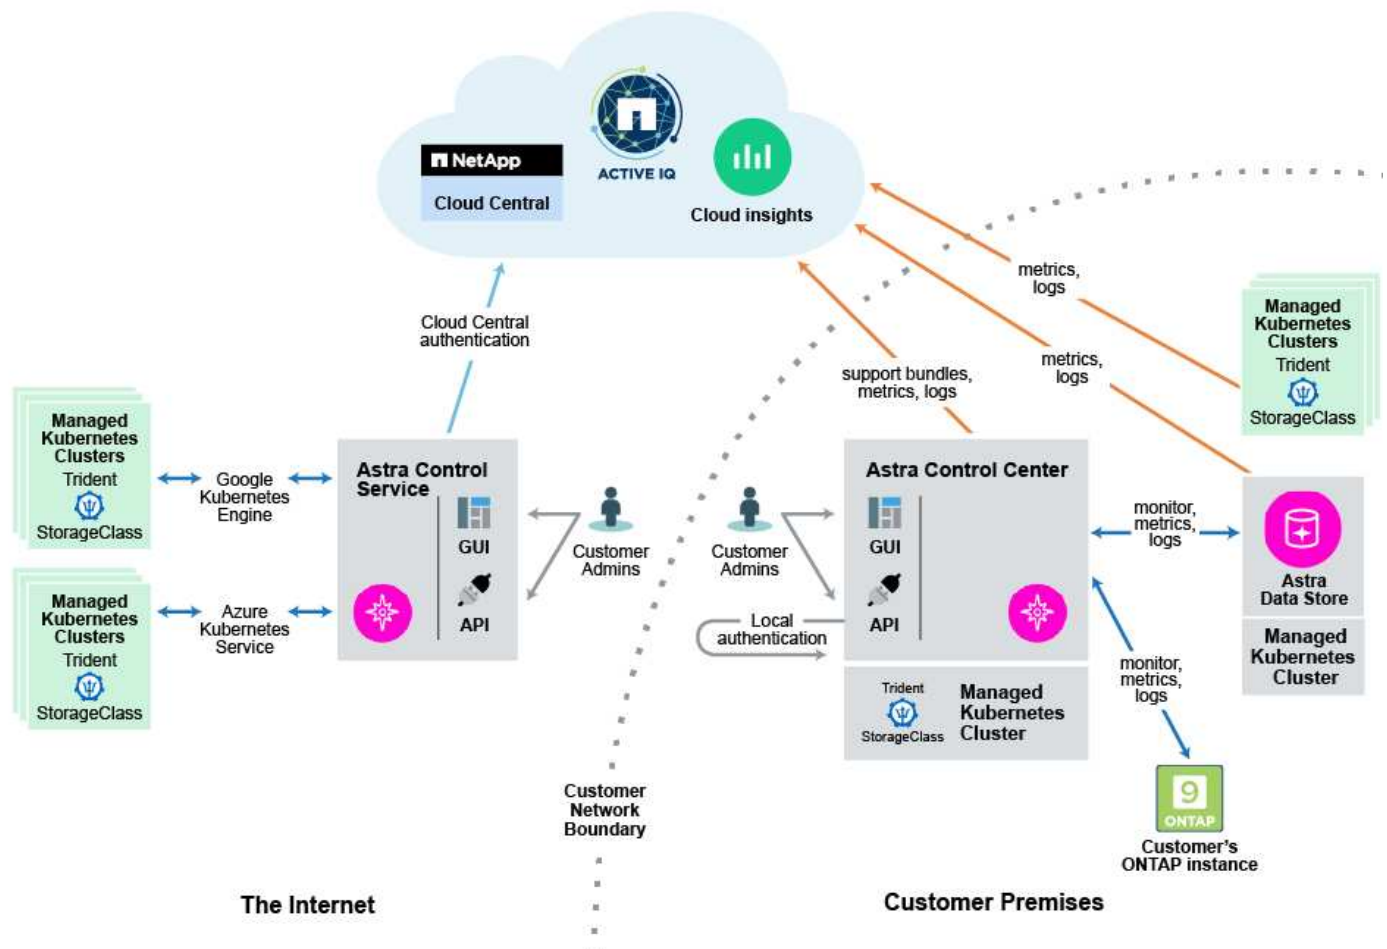 NetApp
Cloud Central
ACTIVE IQ
Cloud insights
Cloud Central
authentication
metrics,
logs
metrics,
logs
support bundles,
metrics, logs
Managed
Kubernetes
Clusters
Trident
StorageClass
Managed
Kubernetes
Clusters
Trident
StorageClass
Google
Kubernetes
Engine
Managed
Kubernetes
Clusters
Trident
StorageClass
Azure
Kubernetes
Service
Astra Control
Service
GUI
API
Customer
Admins
Customer
Admins
Local
authentication
Astra Control Center
GUI
API
Trident
StorageClass
Managed
Kubernetes
Cluster
monitor,
metrics,
logs
Astra
Data Store
Managed
Kubernetes
Cluster
monitor,
metrics,
logs
9
ONTAP
Customer's
ONTAP instance
Customer
Network
Boundary
The Internet
Customer Premises